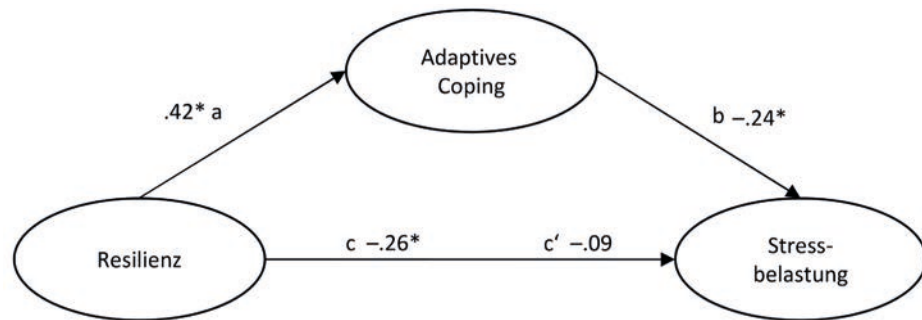 Adaptives
Coping
.42* a
b –.24*
Resilienz
c –.26*
c‘ –.09
Stress-
belastung